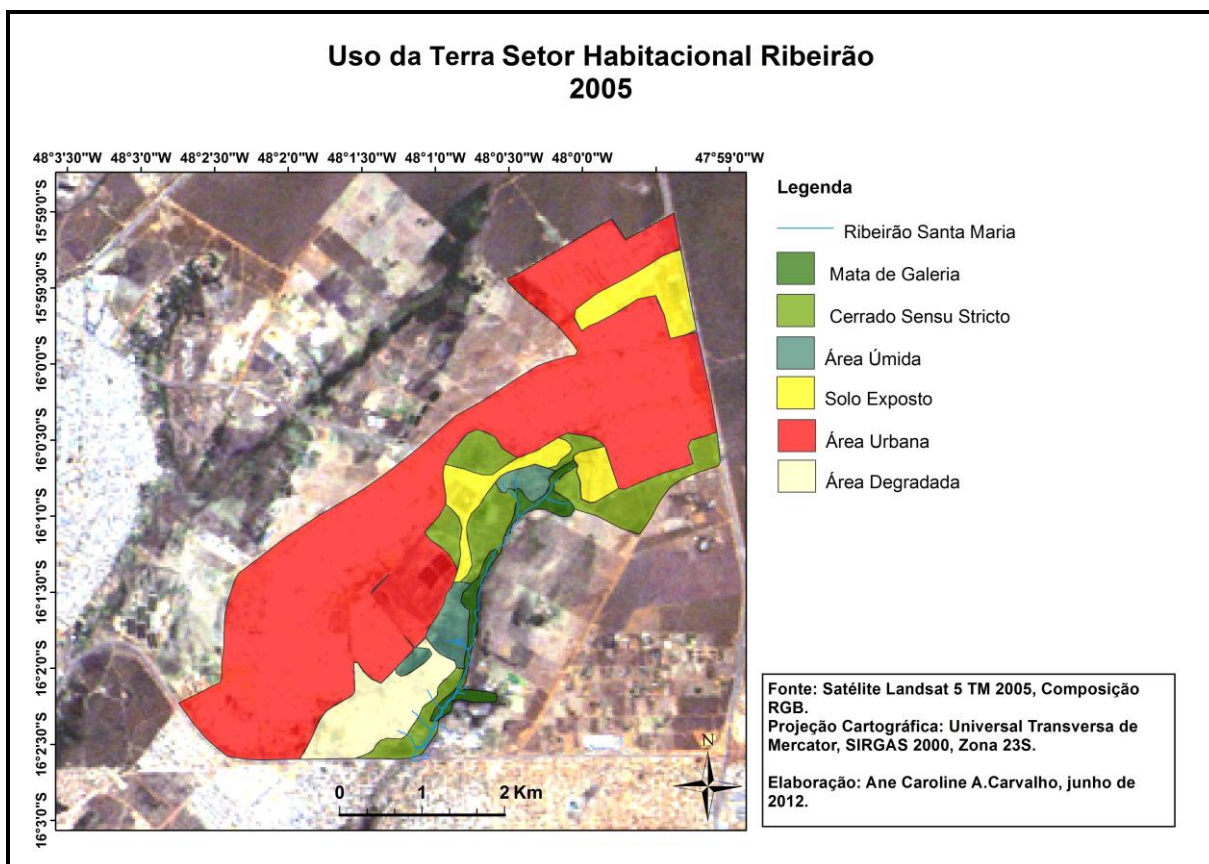 Uso da Terra Setor Habitacional Ribeirão
2005
48°3'30"W 48°3'0"W 48°2'30"W 48°2'0"W 48°1'30"W 48°1'0"W 48°0'30"W 48°0'0"W 47°59'0"W
15°59'0"S
15°59'30"S
16°0'0"S
16°0'30"S
16°1'0"S
16°1'30"S
16°2'0"S
16°2'30"S
16°3'0"S
Legenda
Ribeirão Santa Maria
Mata de Galeria
Cerrado Sensu Stricto
Área Úmida
Solo Exposto
Área Urbana
Área Degradada
Fonte: Satélite Landsat 5 TM 2005, Composição
RGB.
Projeção Cartográfica: Universal Transversa de
Mercator, SIRGAS 2000, Zona 23S.
Elaboração: Ane Caroline A.Carvalho, junho de
2012.
N
0 1 2 Km